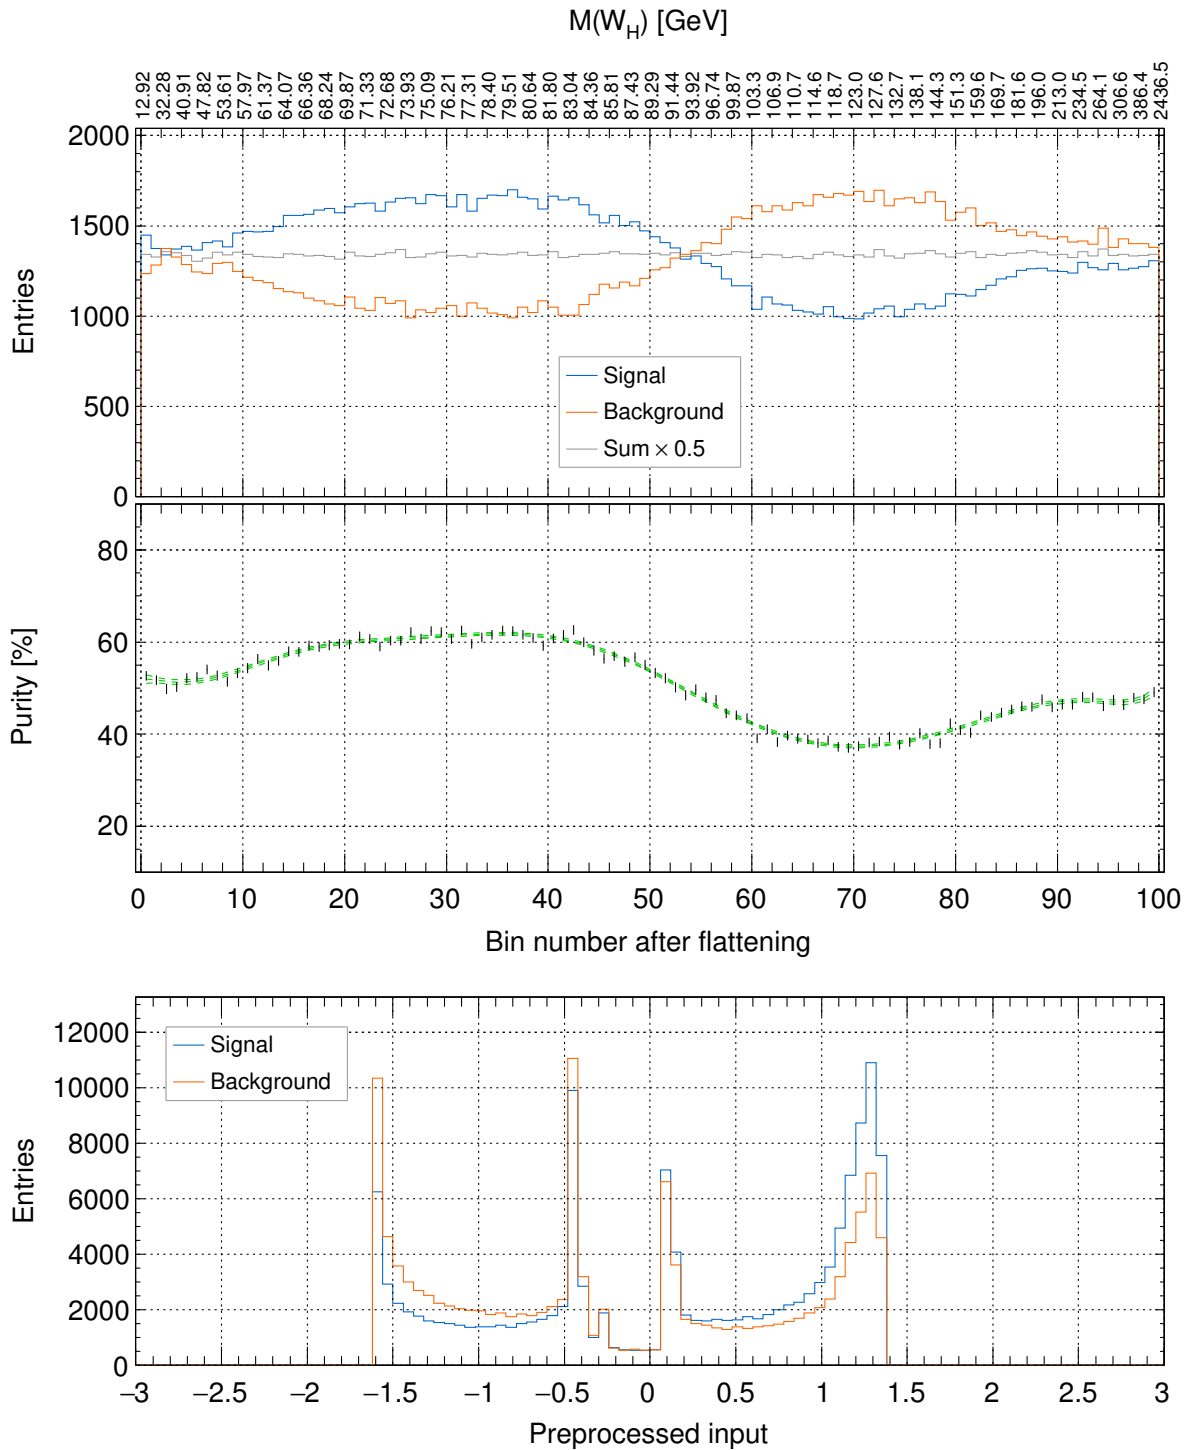 M(W_H) [GeV]
12.92 32.28 40.91 47.82 53.61 57.97 61.37 64.07 66.36 68.24 69.87 71.33 72.68 73.93 75.09 76.21 77.31 78.40 79.51 80.64 81.80 83.04 84.36 85.81 87.43 89.29 91.44 93.92 96.74 99.87 103.3 106.9 110.7 114.6 118.7 123.0 127.6 132.7 138.1 144.3 151.3 159.6 169.7 181.6 196.0 213.0 234.5 264.1 306.6 386.4 2436.5
2000
1500
1000
500
0
Entries
Signal
Background
Sum × 0.5
80
60
40
20
Purity [%]
0 10 20 30 40 50 60 70 80 90 100
Bin number after flattening
12000
10000
8000
6000
4000
2000
0
Entries
Signal
Background
−3 −2.5 −2 −1.5 −1 −0.5 0 0.5 1 1.5 2 2.5 3
Preprocessed input